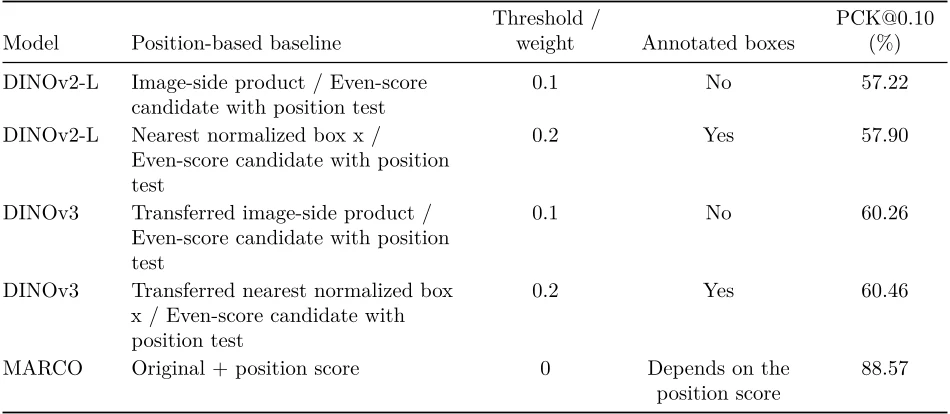 Model Position-based baseline Threshold / weight Annotated boxes PCK@0.10 (%)
DINOv2-L Image-side product / Even-score 0.1 No 57.22
candidate with position test
DINOv2-L Nearest normalized box x / 0.2 Yes 57.90
Even-score candidate with position
test
DINOv3 Transferred image-side product / 0.1 No 60.26
Even-score candidate with position
test
DINOv3 Transferred nearest normalized box 0.2 Yes 60.46
x / Even-score candidate with
position test
MARCO Original + position score 0 Depends on the 88.57
position score